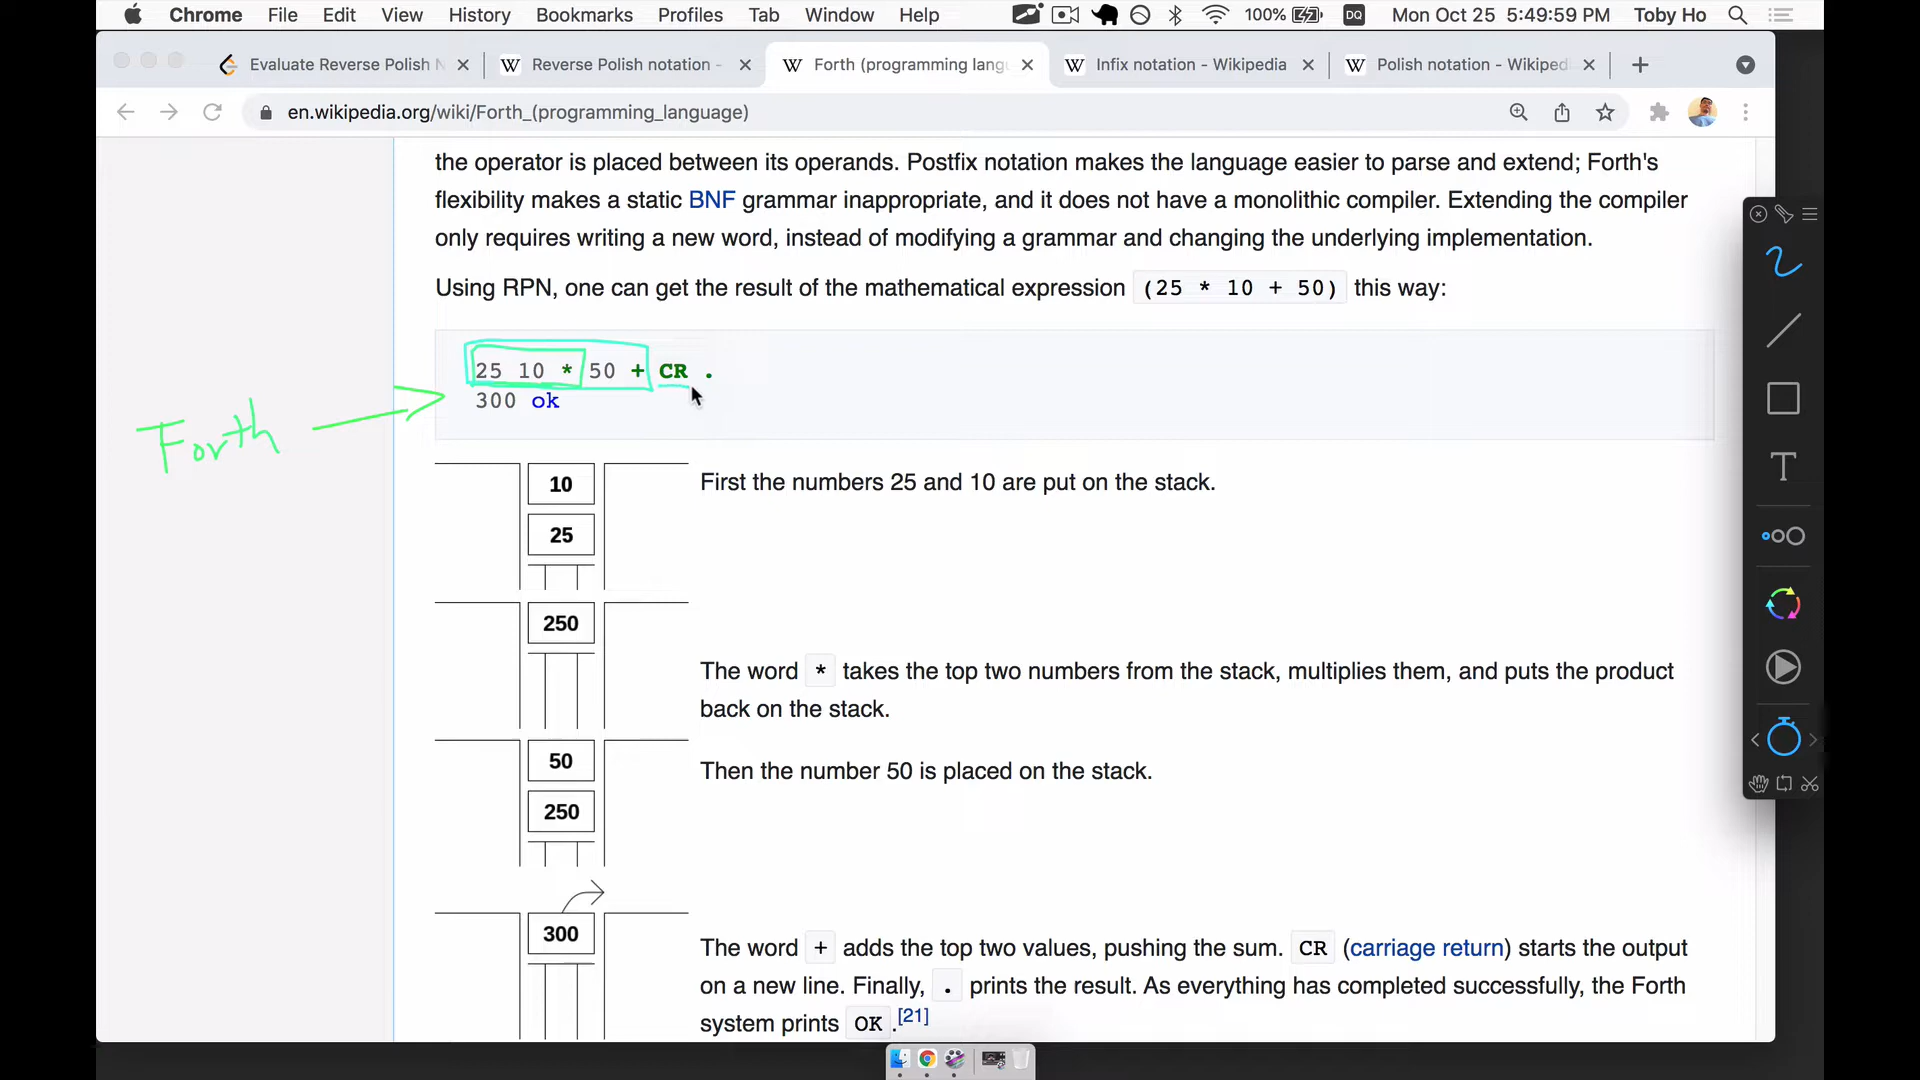 Chrome File Edit View History Bookmarks Profiles Tab Window Help 100% DQ Mon Oct 25 5:49:59 PM Toby Ho
Evaluate Reverse Polish N Reverse Polish notation - Forth (programming lang Infix notation - Wikipedia Polish notation - Wikiped
en.wikipedia.org/wiki/Forth_(programming_language)
the operator is placed between its operands. Postfix notation makes the language easier to parse and extend; Forth's
flexibility makes a static BNF grammar inappropriate, and it does not have a monolithic compiler. Extending the compiler
only requires writing a new word, instead of modifying a grammar and changing the underlying implementation.
Using RPN, one can get the result of the mathematical expression (25 * 10 + 50) this way:
25 10 * 50 + CR .
300 ok
Forth
10
First the numbers 25 and 10 are put on the stack.
25
250
The word * takes the top two numbers from the stack, multiplies them, and puts the product
back on the stack.
50
Then the number 50 is placed on the stack.
250
300
The word + adds the top two values, pushing the sum. CR (carriage return) starts the output
on a new line. Finally, . prints the result. As everything has completed successfully, the Forth
system prints OK .[21]
T